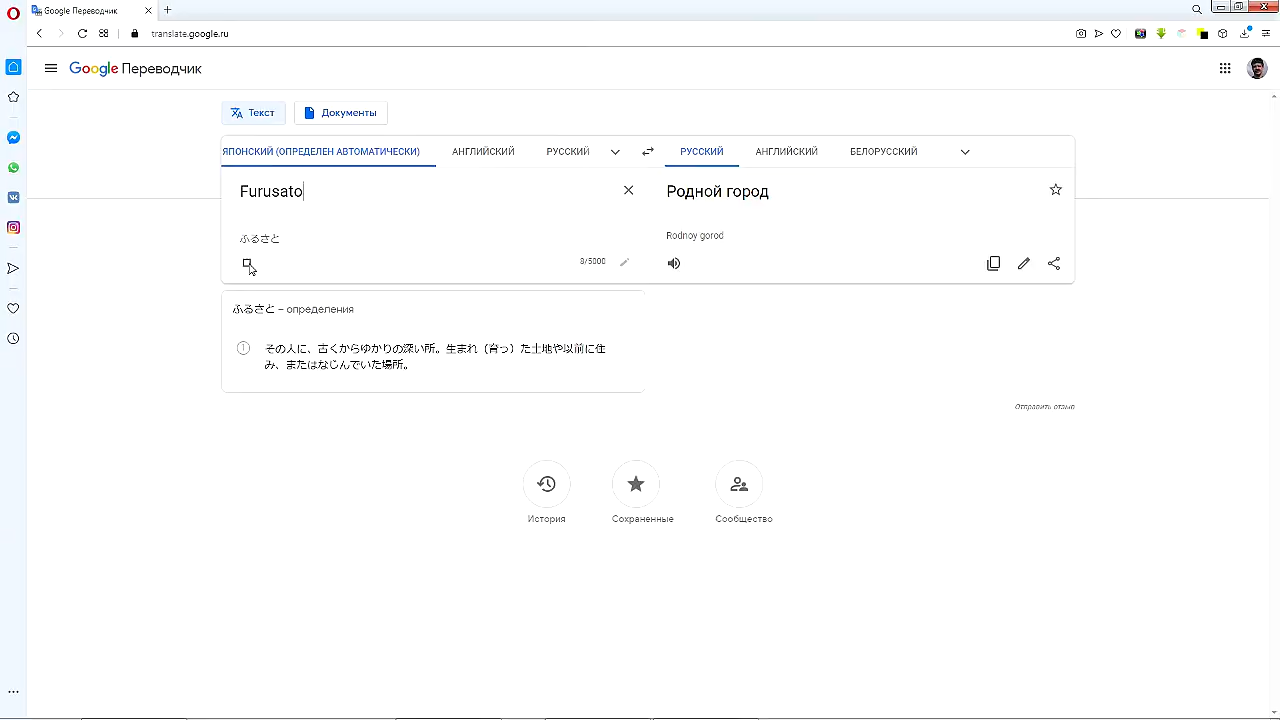 Google Переводчик
translate.google.ru
Google Переводчик
Текст
Документы
ЯПОНСКИЙ (ОПРЕДЕЛЕН АВТОМАТИЧЕСКИ)
АНГЛИЙСКИЙ
РУССКИЙ
РУССКИЙ
АНГЛИЙСКИЙ
БЕЛОРУССКИЙ
Furusato
Родной город
ふるさと
Rodnoy gorod
8/5000
ふるさと – определения
1
その人に、古くからゆかりの深い所。生まれ（育っ）た土地や以前に住
み、またはなじんでいた場所。
Отправить отзыв
История
Сохраненные
Сообщество